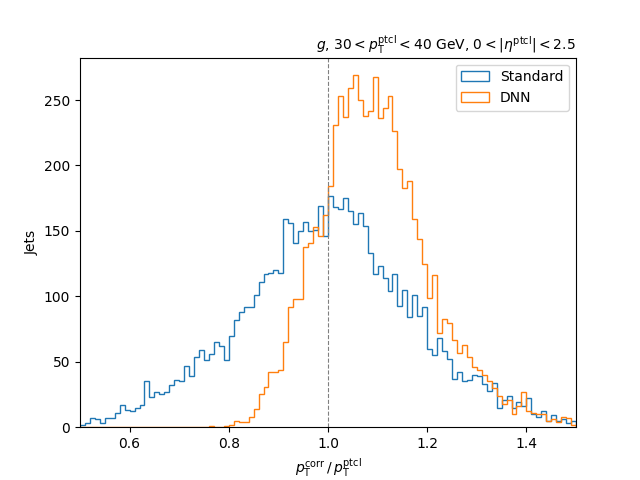 g, 30 < p_T^ptcl < 40 GeV, 0 < |η^ptcl| < 2.5
Standard
DNN
Jets
250
200
150
100
50
0
0.6 0.8 1.0 1.2 1.4
p_T^corr / p_T^ptcl